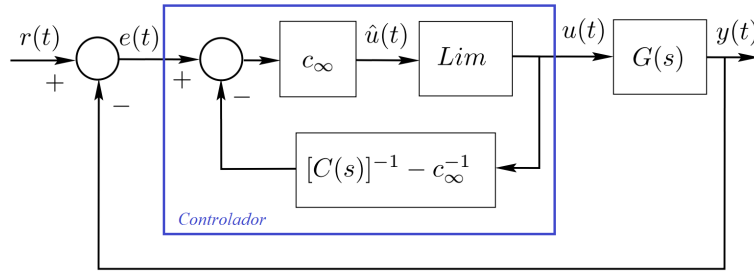 r(t)
e(t)
û(t)
u(t)
y(t)
+
−
+
−
c∞
Lim
G(s)
[C(s)]⁻¹ − c∞⁻¹
Controlador